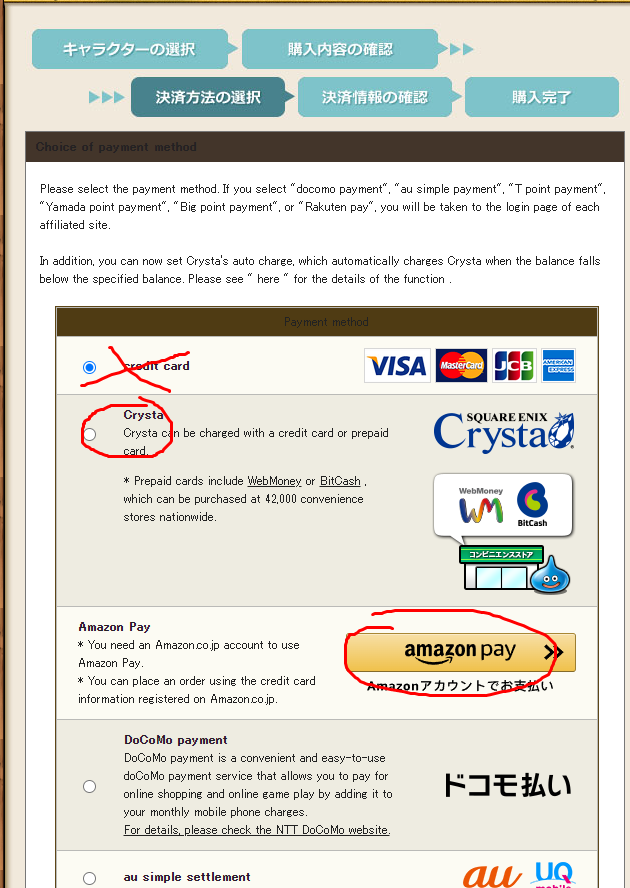 キャラクターの選択
購入内容の確認
決済方法の選択
決済情報の確認
購入完了
Choice of payment method
Please select the payment method. If you select "docomo payment", "au simple payment", "T point payment",
"Yamada point payment", "Big point payment", or "Rakuten pay", you will be taken to the login page of each
affiliated site.
In addition, you can now set Crysta's auto charge, which automatically charges Crysta when the balance falls
below the specified balance. Please see " here " for the details of the function .
Payment method
credit card
VISA
MasterCard
JCB
AMERICAN
EXPRESS
Crysta
Crysta can be charged with a credit card or prepaid
card.
* Prepaid cards include WebMoney or BitCash ,
which can be purchased at 42,000 convenience
stores nationwide.
SQUARE ENIX
Crysta
WebMoney
BitCash
コンビニエンスストア
Amazon Pay
* You need an Amazon.co.jp account to use
Amazon Pay.
* You can place an order using the credit card
information registered on Amazon.co.jp.
amazon pay
Amazonアカウントでお支払い
DoCoMo payment
DoCoMo payment is a convenient and easy-to-use
doCoMo payment service that allows you to pay for
online shopping and online game play by adding it to
your monthly mobile phone charges.
For details, please check the NTT DoCoMo website.
ドコモ払い
au simple settlement
au
UQ
mobile